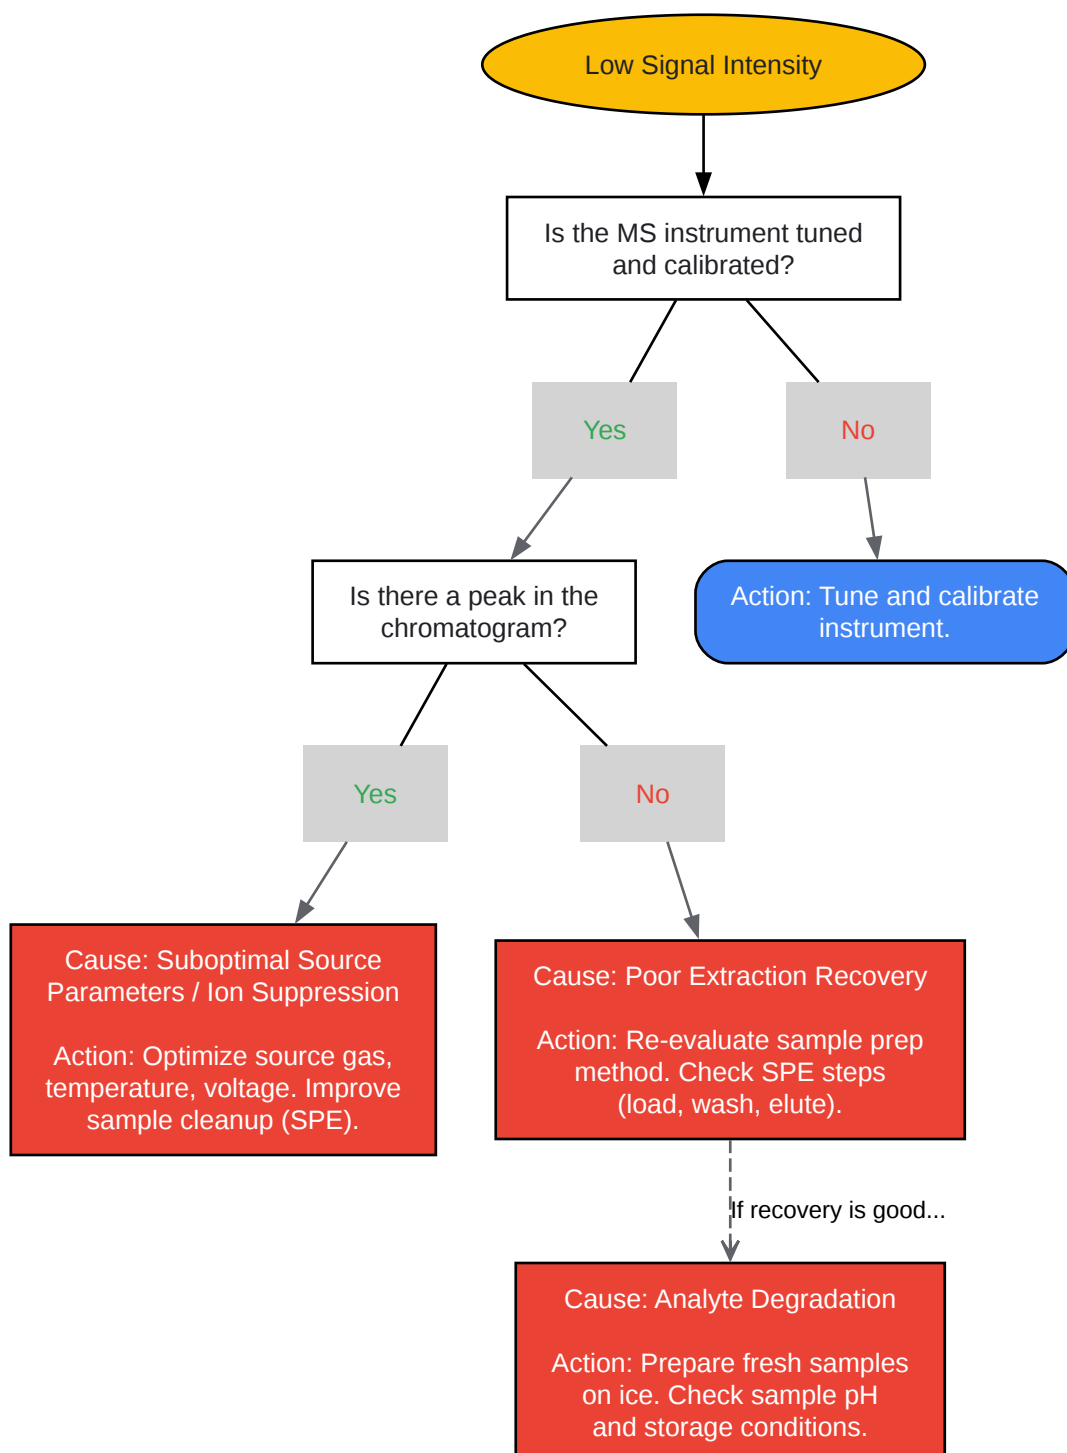 Low Signal Intensity
Is the MS instrument tuned
and calibrated?
Yes
No
Is there a peak in the
chromatogram?
Action: Tune and calibrate
instrument.
Yes
No
Cause: Suboptimal Source
Parameters / Ion Suppression
Action: Optimize source gas,
temperature, voltage. Improve
sample cleanup (SPE).
Cause: Poor Extraction Recovery
Action: Re-evaluate sample prep
method. Check SPE steps
(load, wash, elute).
If recovery is good...
Cause: Analyte Degradation
Action: Prepare fresh samples
on ice. Check sample pH
and storage conditions.